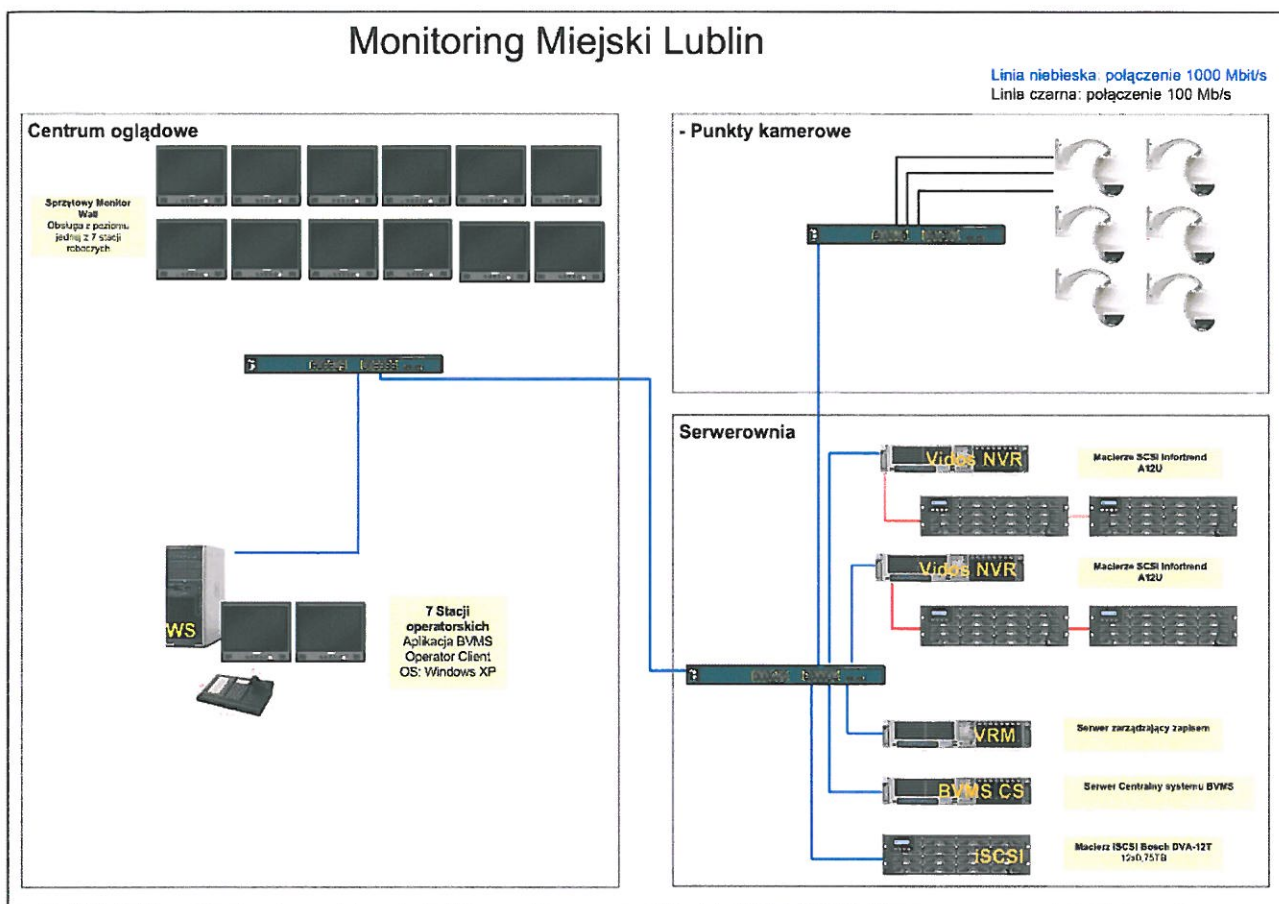 Monitoring Miejski Lublin
Linia niebieska: połączenie 1000 Mbit/s
Linia czarna: połączenie 100 Mb/s
Centrum oglądowe
Sprzętowy Monitor
Wall
Obsługa z poziomu
jednej z 7 stacji
roboczych
WS
7 Stacji
operatorskich
Aplikacja BVMS
Operator Client
OS: Windows XP
- Punkty kamerowe
Serwerownia
Vidos NVR
Macierze SCSI Infortrend
A12U
Vidos NVR
Macierze SCSI Infortrend
A12U
VRM
Serwer zarządzający zapisem
BVMS CS
Serwer Centralny systemu BVMS
iSCSI
Macierz iSCSI Bosch DVA-12T
12x0,75TB